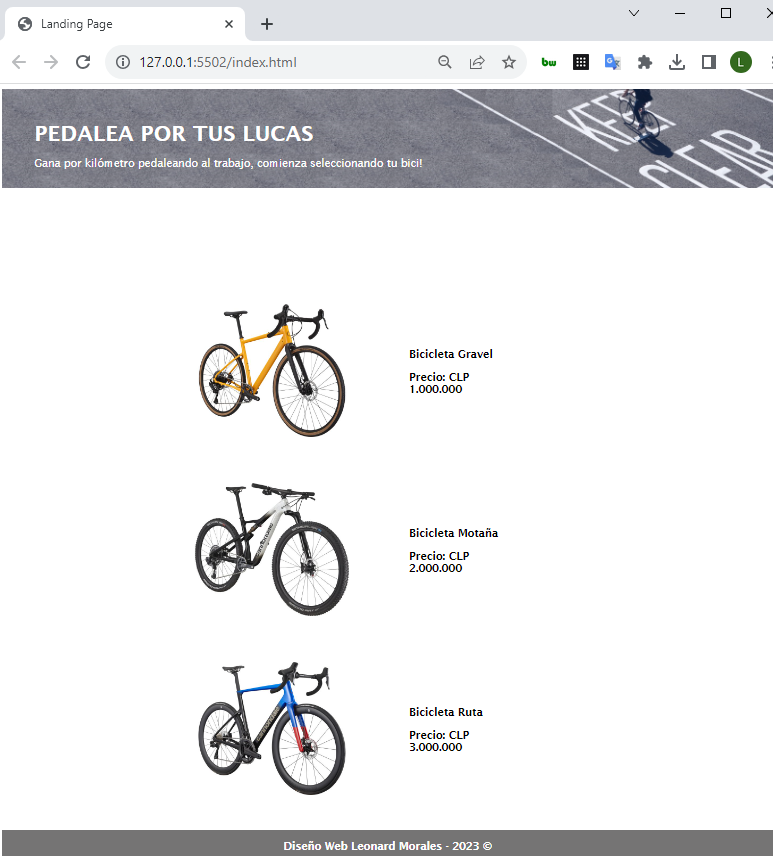 Landing Page
127.0.0.1:5502/index.html
bw
L
KEEP
CLEAR
PEDALEA POR TUS LUCAS
Gana por kilómetro pedaleando al trabajo, comienza seleccionando tu bici!
Bicicleta Gravel
Precio: CLP
1.000.000
Bicicleta Motaña
Precio: CLP
2.000.000
Bicicleta Ruta
Precio: CLP
3.000.000
Diseño Web Leonard Morales - 2023 ©